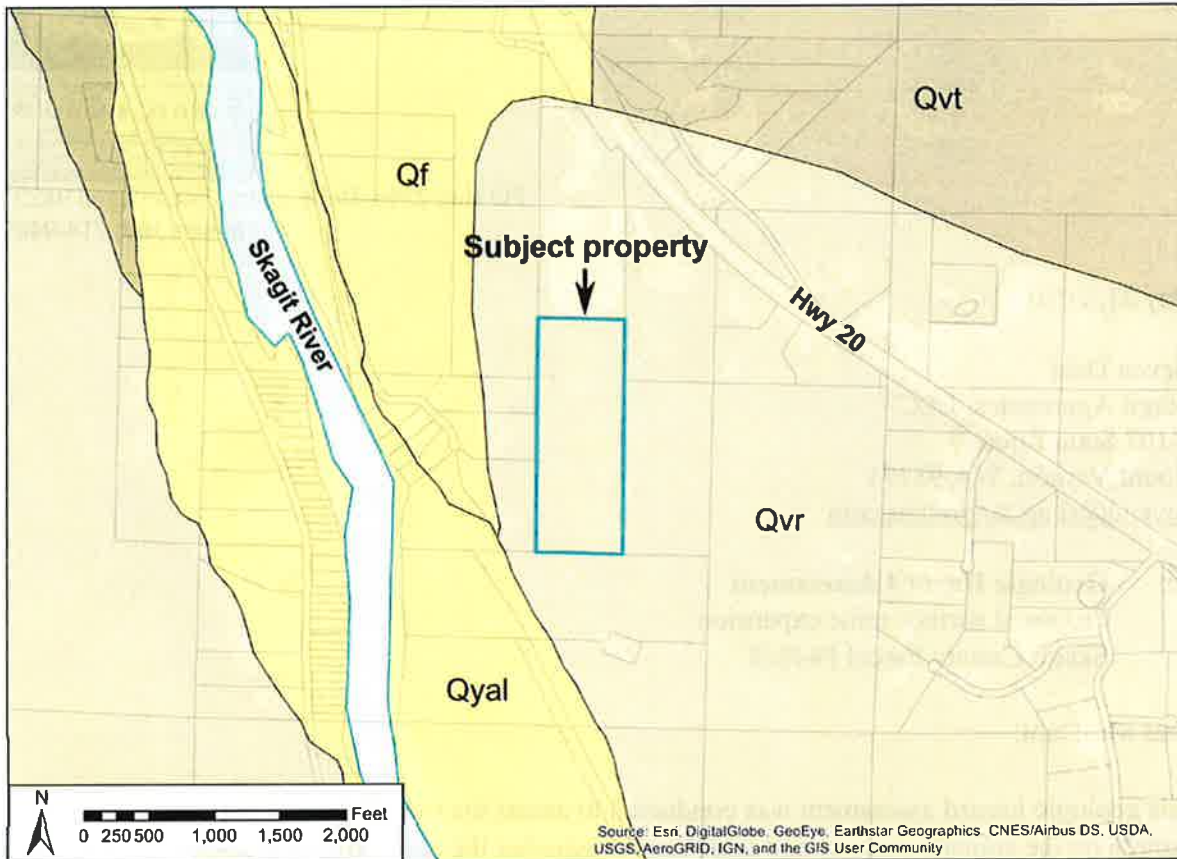 Qvt
Qf
Subject property
Skagit River
Hwy 20
Qvr
Qyal
N
Feet
0 250 500 1,000 1,500 2,000
Source: Esri, DigitalGlobe, GeoEye, Earthstar Geographics, CNES/Airbus DS, USDA,
USGS, AeroGRID, IGN, and the GIS User Community